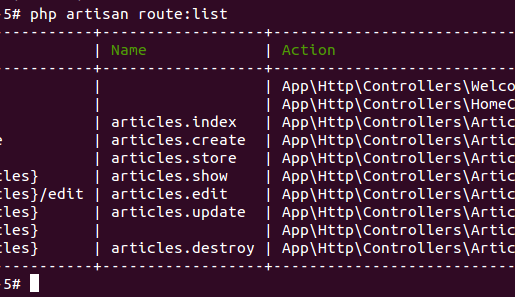 -5# php artisan route:list
-----------+-----------------+-----------------------
| Name | Action
-----------+-----------------+-----------------------
| | App\Http\Controllers\Welco
| | App\Http\Controllers\HomeC
| articles.index | App\Http\Controllers\Artic
e | articles.create | App\Http\Controllers\Artic
| articles.store | App\Http\Controllers\Artic
cles} | articles.show | App\Http\Controllers\Artic
cles}/edit | articles.edit | App\Http\Controllers\Artic
cles} | articles.update | App\Http\Controllers\Artic
cles} | | App\Http\Controllers\Artic
cles} | articles.destroy | App\Http\Controllers\Artic
-----------+-----------------+-----------------------
-5#